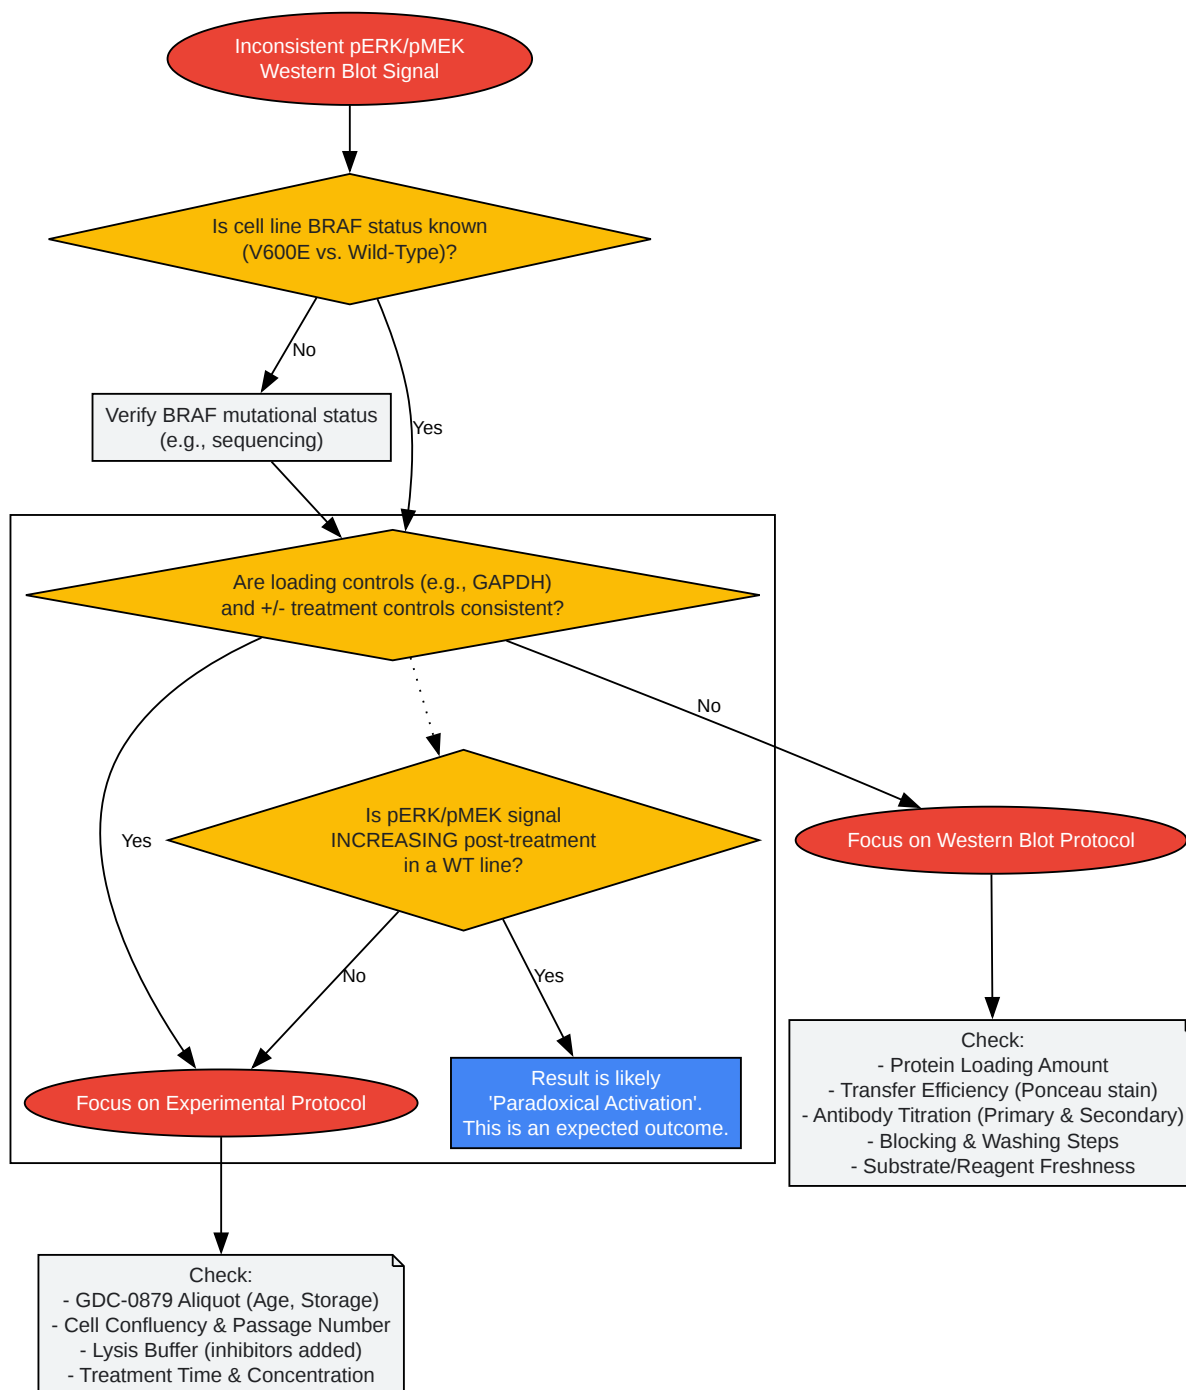 Inconsistent pERK/pMEK
Western Blot Signal
Is cell line BRAF status known
(V600E vs. Wild-Type)?
No
Yes
Verify BRAF mutational status
(e.g., sequencing)
Are loading controls (e.g., GAPDH)
and +/- treatment controls consistent?
No
Yes
Is pERK/pMEK signal
INCREASING post-treatment
in a WT line?
Focus on Western Blot Protocol
No
Yes
Focus on Experimental Protocol
Result is likely
'Paradoxical Activation'.
This is an expected outcome.
Check:
- Protein Loading Amount
- Transfer Efficiency (Ponceau stain)
- Antibody Titration (Primary & Secondary)
- Blocking & Washing Steps
- Substrate/Reagent Freshness
Check:
- GDC-0879 Aliquot (Age, Storage)
- Cell Confluency & Passage Number
- Lysis Buffer (inhibitors added)
- Treatment Time & Concentration